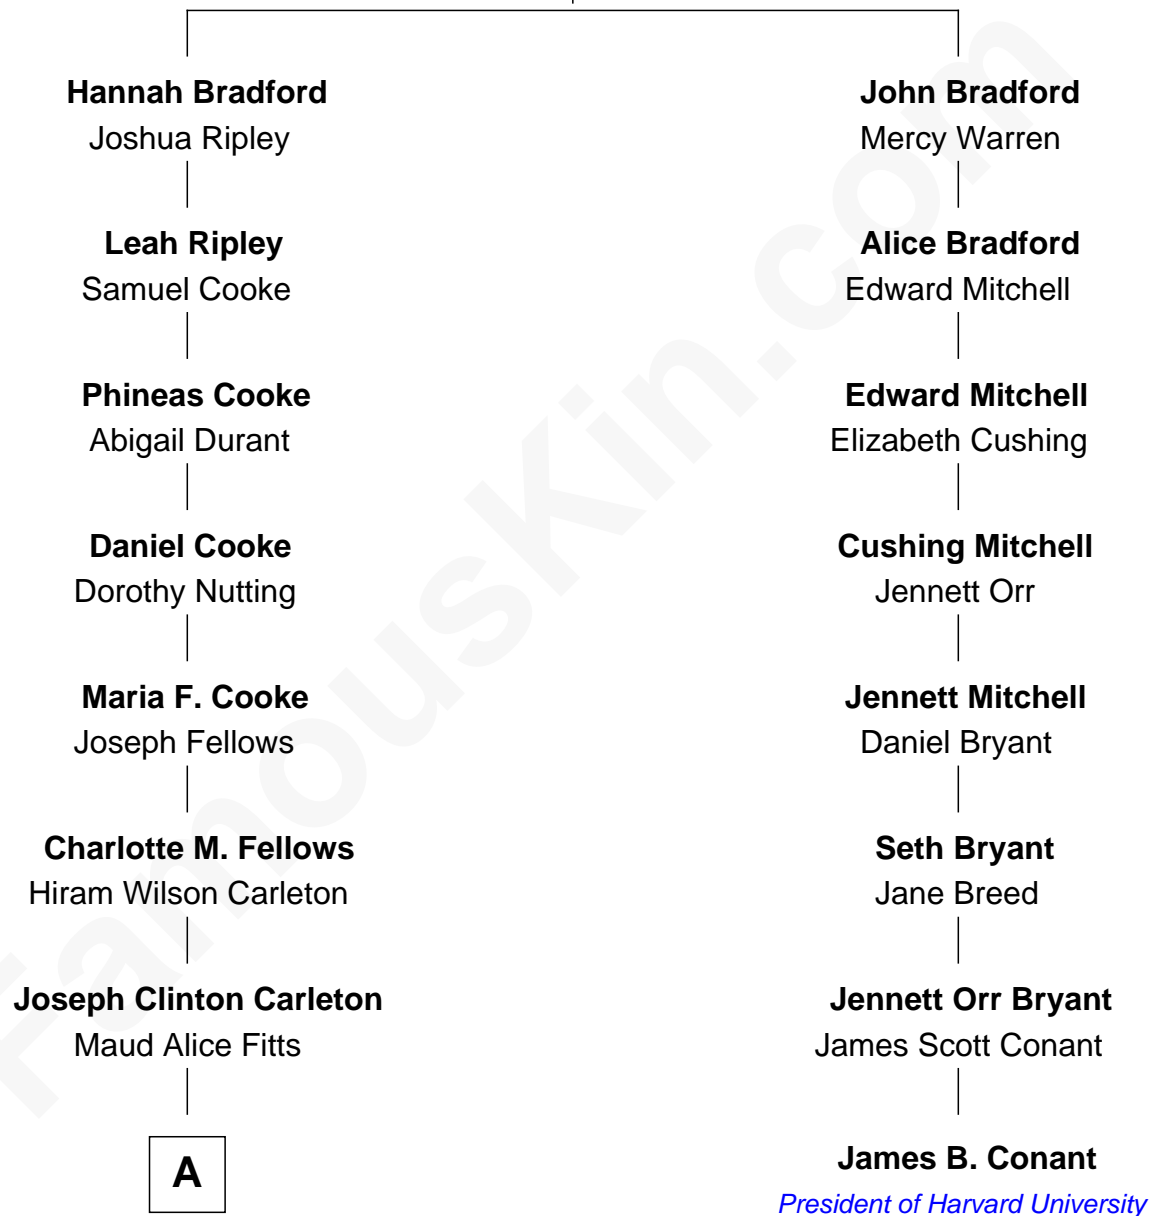 Hannah Bradford
Joshua Ripley
Leah Ripley
Samuel Cooke
Phineas Cooke
Abigail Durant
Daniel Cooke
Dorothy Nutting
Maria F. Cooke
Joseph Fellows
Charlotte M. Fellows
Hiram Wilson Carleton
Joseph Clinton Carleton
Maud Alice Fitts
A
John Bradford
Mercy Warren
Alice Bradford
Edward Mitchell
Edward Mitchell
Elizabeth Cushing
Cushing Mitchell
Jennett Orr
Jennett Mitchell
Daniel Bryant
Seth Bryant
Jane Breed
Jennett Orr Bryant
James Scott Conant
James B. Conant
President of Harvard University
FamousKin.com